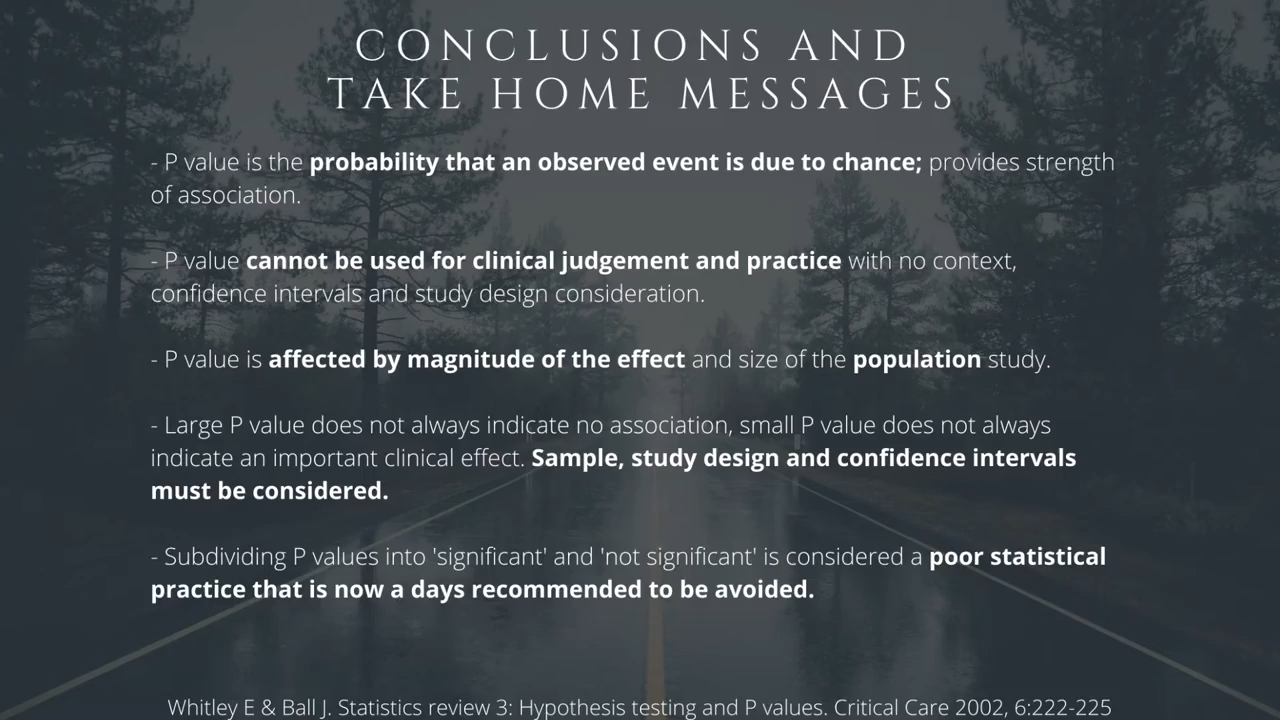 CONCLUSIONS AND
TAKE HOME MESSAGES
- P value is the probability that an observed event is due to chance; provides strength
of association.
- P value cannot be used for clinical judgement and practice with no context,
confidence intervals and study design consideration.
- P value is affected by magnitude of the effect and size of the population study.
- Large P value does not always indicate no association, small P value does not always
indicate an important clinical effect. Sample, study design and confidence intervals
must be considered.
- Subdividing P values into 'significant' and 'not significant' is considered a poor statistical
practice that is now a days recommended to be avoided.
Whitley E & Ball J. Statistics review 3: Hypothesis testing and P values. Critical Care 2002, 6:222-225